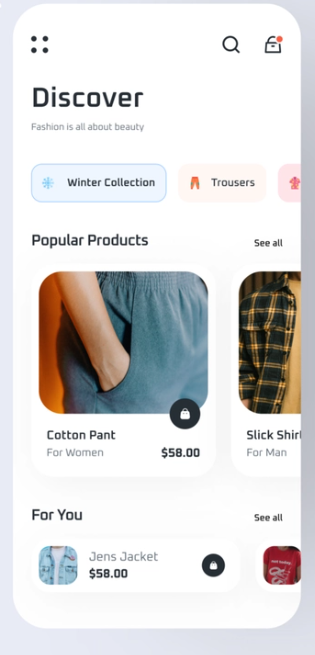 Discover
Fashion is all about beauty
Winter Collection
Trousers
Popular Products
See all
Cotton Pant
For Women
$58.00
Slick Shirt
For Man
For You
See all
Jens Jacket
$58.00